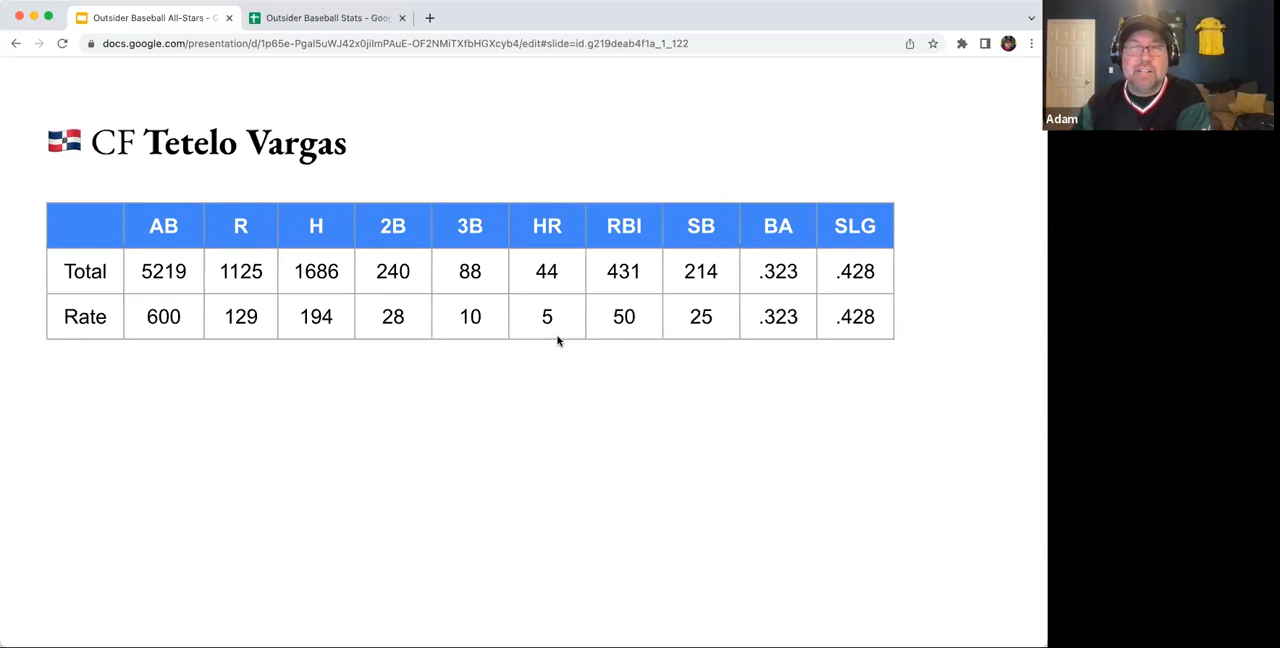 Outsider Baseball All-Stars - G
Outsider Baseball Stats - Goog
docs.google.com/presentation/d/1p65e-Pgal5uWJ42x0jilmPAuE-OF2NMiTXfbHGXcyb4/edit#slide=id.g219deab4f1a_1_122
Adam
CF Tetelo Vargas
AB R H 2B 3B HR RBI SB BA SLG
Total 5219 1125 1686 240 88 44 431 214 .323 .428
Rate 600 129 194 28 10 5 50 25 .323 .428